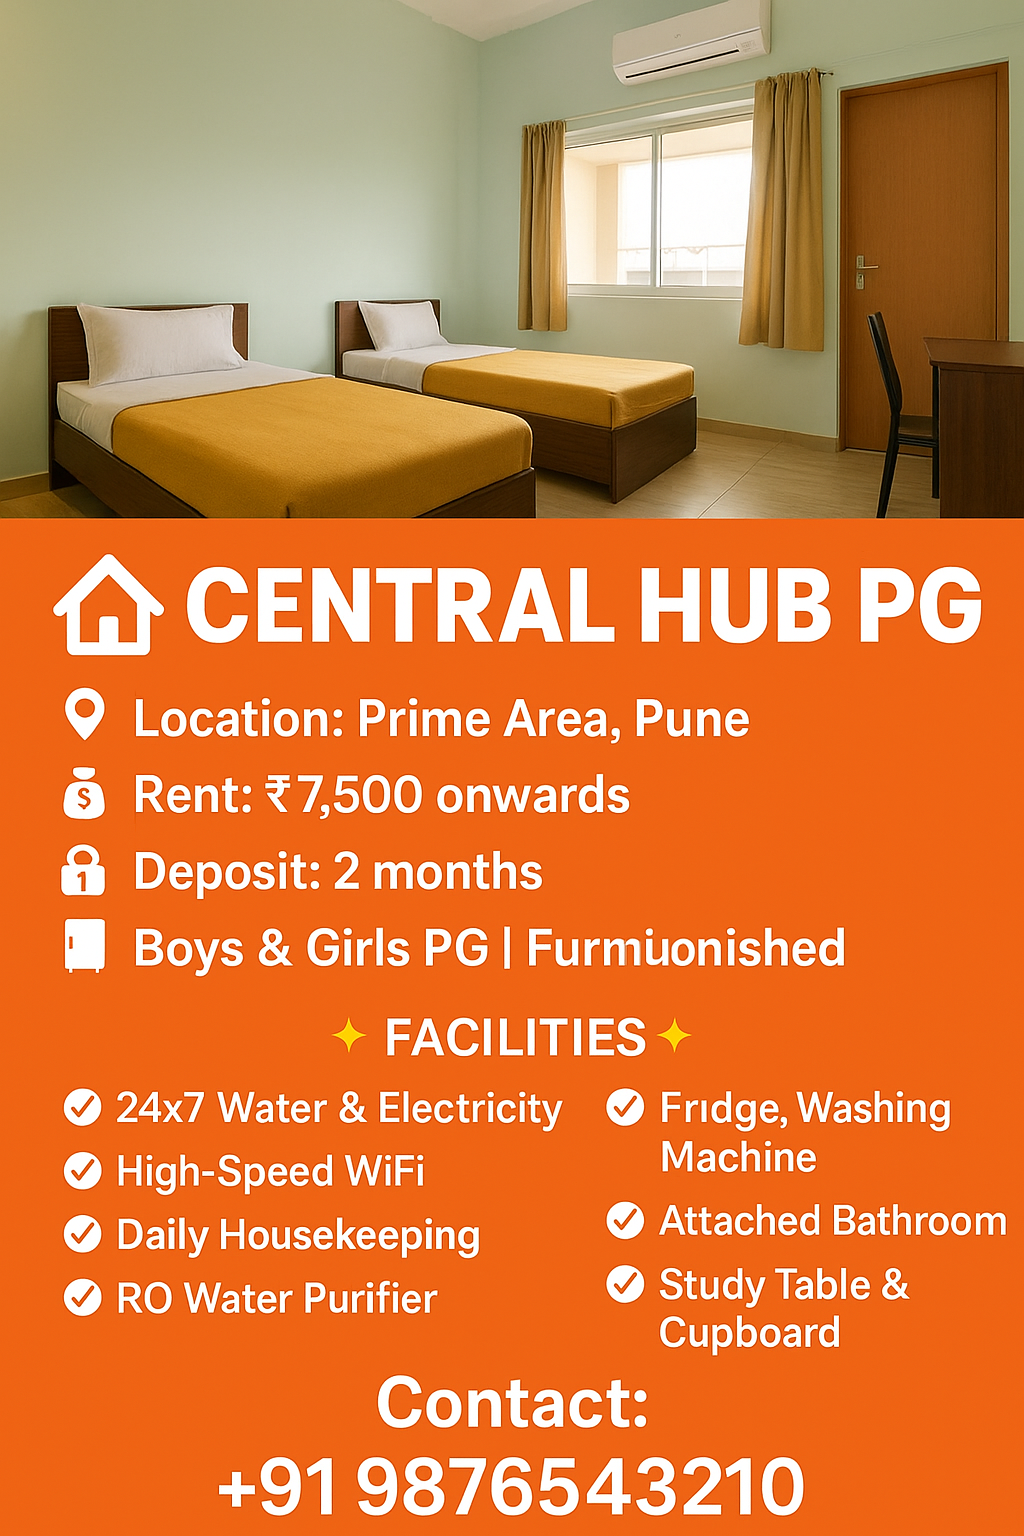 CENTRAL HUB PG
Location: Prime Area, Pune
Rent: ₹7,500 onwards
Deposit: 2 months
1
Boys & Girls PG | Furmiuonished
FACILITIES
24x7 Water & Electricity
High-Speed WiFi
Daily Housekeeping
RO Water Purifier
Frıdge, Washing
Machine
Attached Bathroom
Study Table &
Cupboard
Contact:
+91 9876543210